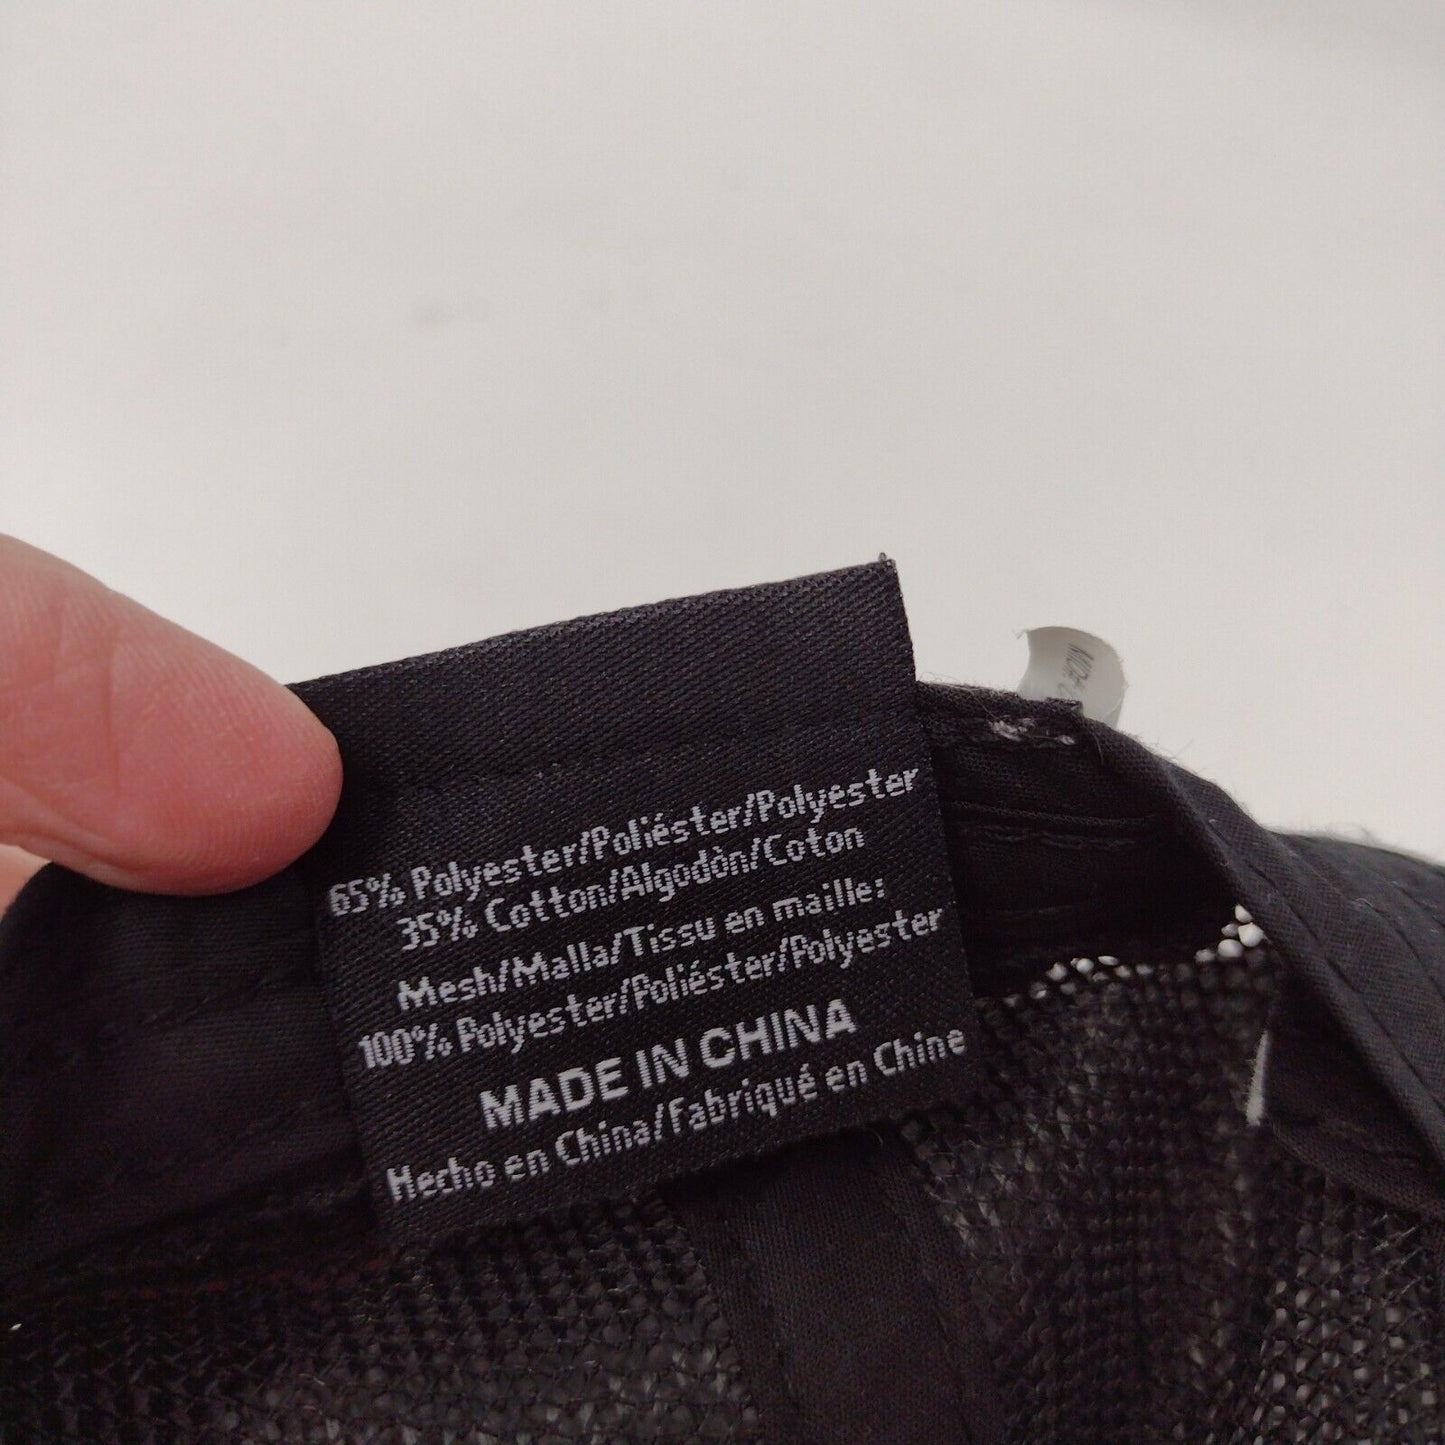 65% Polyester/Poliéster/Polyester
35% Cotton/Algodòn/Coton
Mesh/Malla/Tissu en maille:
100% Polyester/Poliéster/Polyester
MADE IN CHINA
Hecho en China/Fabriqué en Chine